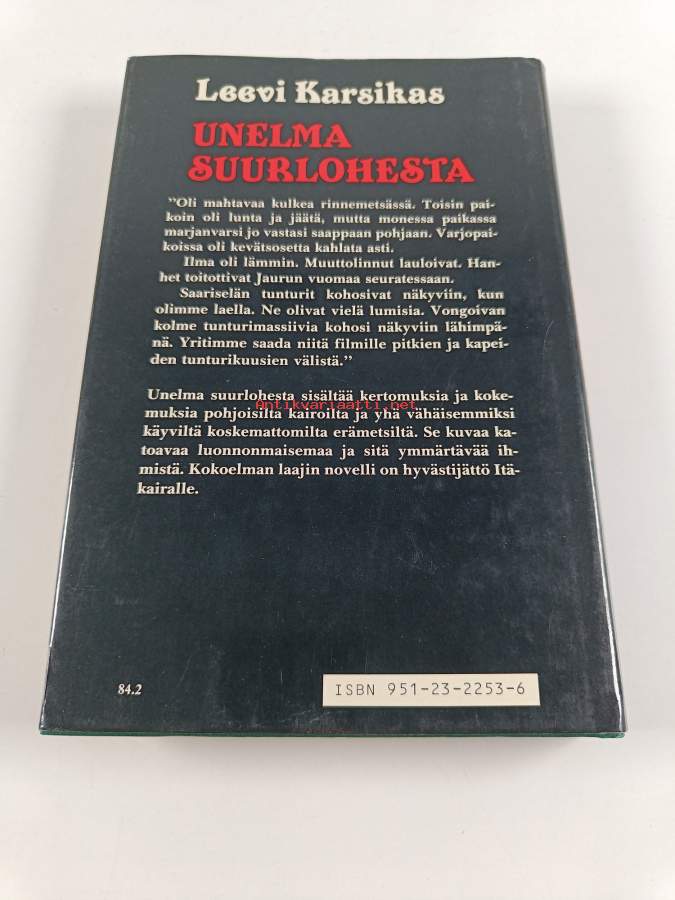 Leevi Karsikas
UNELMA
SUURLOHESTA
”Oli mahtavaa kulkea rinnemetsässä. Toisin pai-
koin oli lunta ja jäätä, mutta monessa paikassa
marjanvarsi jo vastasi saappaan pohjaan. Varjopai-
koissa oli kevätsosetta kahlata asti.
Ilma oli lämmin. Muuttolinnut lauloivat. Han-
het toitottivat Jaurun vuomaa seuratessaan.
Saariselän tunturit kohosivat näkyviin, kun
olimme laella. Ne olivat vielä lumisia. Vongoivan
kolme tunturimassiivia kohosi näkyviin lähimpä-
nä. Yritimme saada niitä filmille pitkien ja kapei-
den tunturikuusien välistä.”
Unelma suurlohesta sisältää kertomuksia ja koke-
muksia pohjoisilta kairoilta ja yhä vähäisemmiksi
Antikvariaatti.net
käyviltä koskemattomilta erämetsiltä. Se kuvaa ka-
toavaa luonnonmaisemaa ja sitä ymmärtävää ih-
mistä. Kokoelman laajin novelli on hyvästijättö Itä-
kairalle.
84.2
ISBN 951-23-2253-6